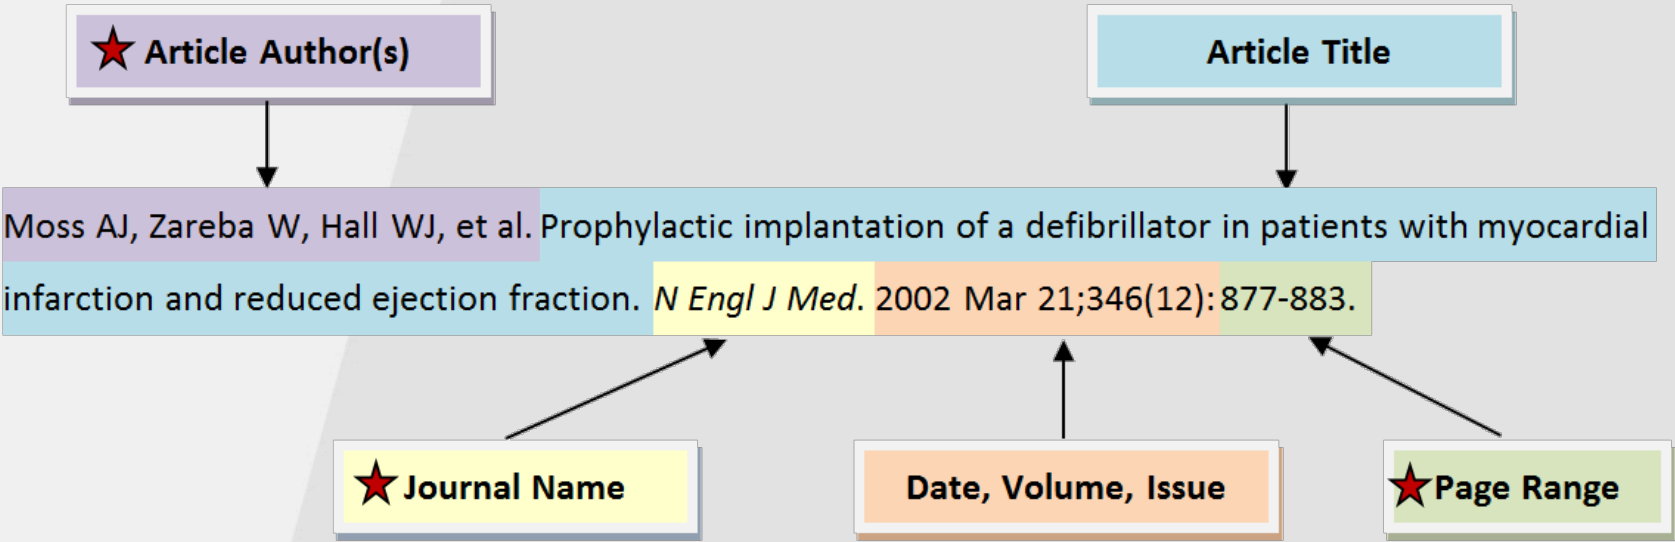 Article Author(s)
Article Title
Moss AJ, Zareba W, Hall WJ, et al. Prophylactic implantation of a defibrillator in patients with myocardial
infarction and reduced ejection fraction. N Engl J Med. 2002 Mar 21;346(12): 877-883.
Journal Name
Date, Volume, Issue
Page Range